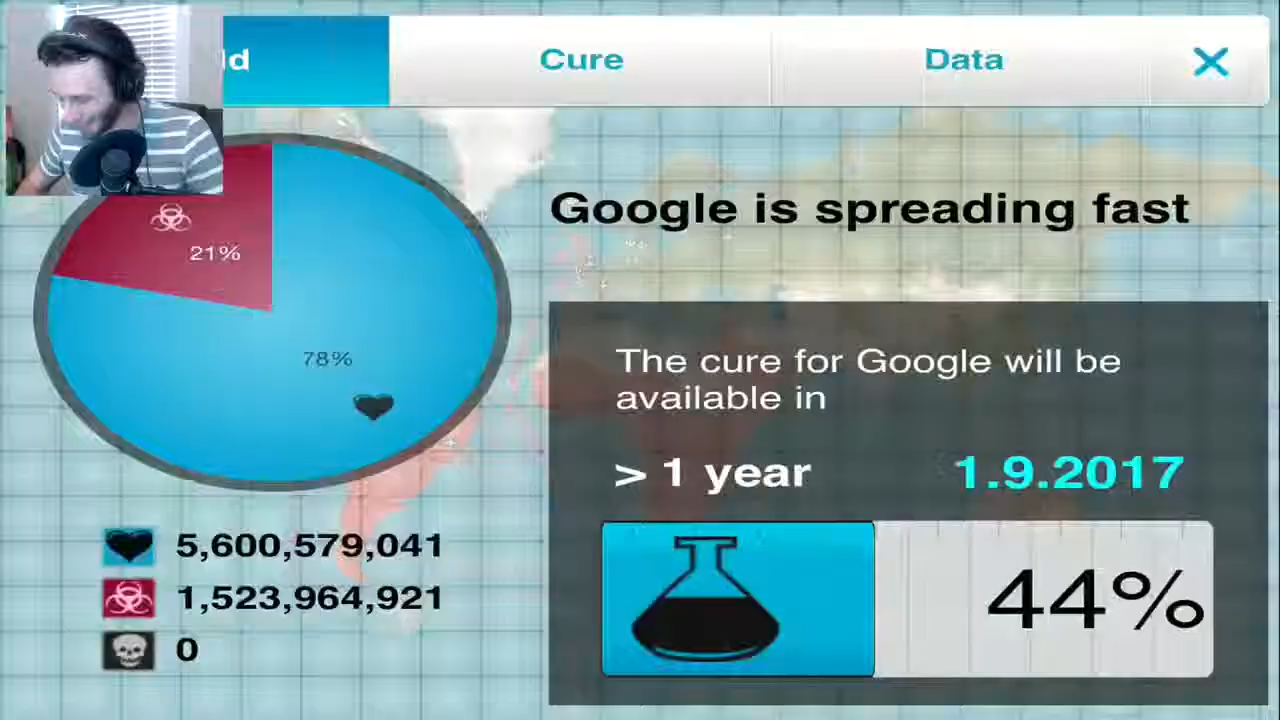 ld
Cure
Data
Google is spreading fast
21%
78%
The cure for Google will be
available in
> 1 year
1.9.2017
5,600,579,041
1,523,964,921
0
44%